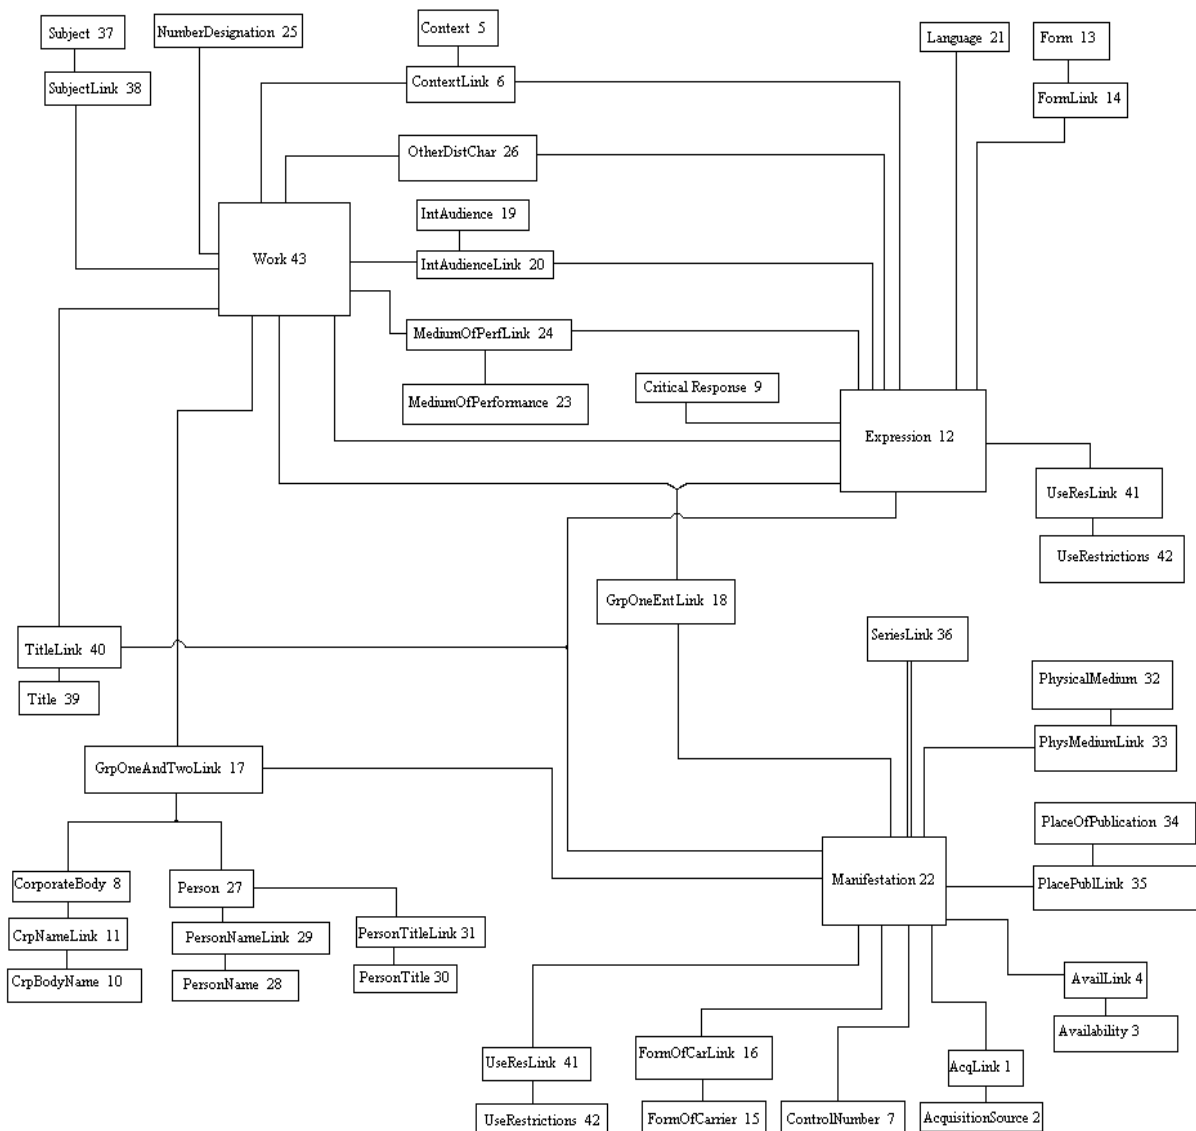 Subject 37
NumberDesignation 25
Context 5
Language 21
Form 13
SubjectLink 38
ContextLink 6
FormLink 14
OtherDistChar 26
IntAudience 19
Work 43
IntAudienceLink 20
MediumOfPerfLink 24
Critical Response 9
MediumOfPerformance 23
Expression 12
UseResLink 41
UseRestrictions 42
GrpOneEntLink 18
SeriesLink 36
TitleLink 40
Title 39
PhysicalMedium 32
PhysMediumLink 33
GrpOneAndTwoLink 17
PlaceOfPublication 34
Manifestation 22
PlacePublLink 35
CorporateBody 8
Person 27
CrpNameLink 11
PersonNameLink 29
PersonTitleLink 31
CrpBodyName 10
PersonName 28
PersonTitle 30
AvailLink 4
Availability 3
UseResLink 41
FormOfCarLink 16
AcqLink 1
UseRestrictions 42
FormOfCarrier 15
ControlNumber 7
AcquisitionSource 2